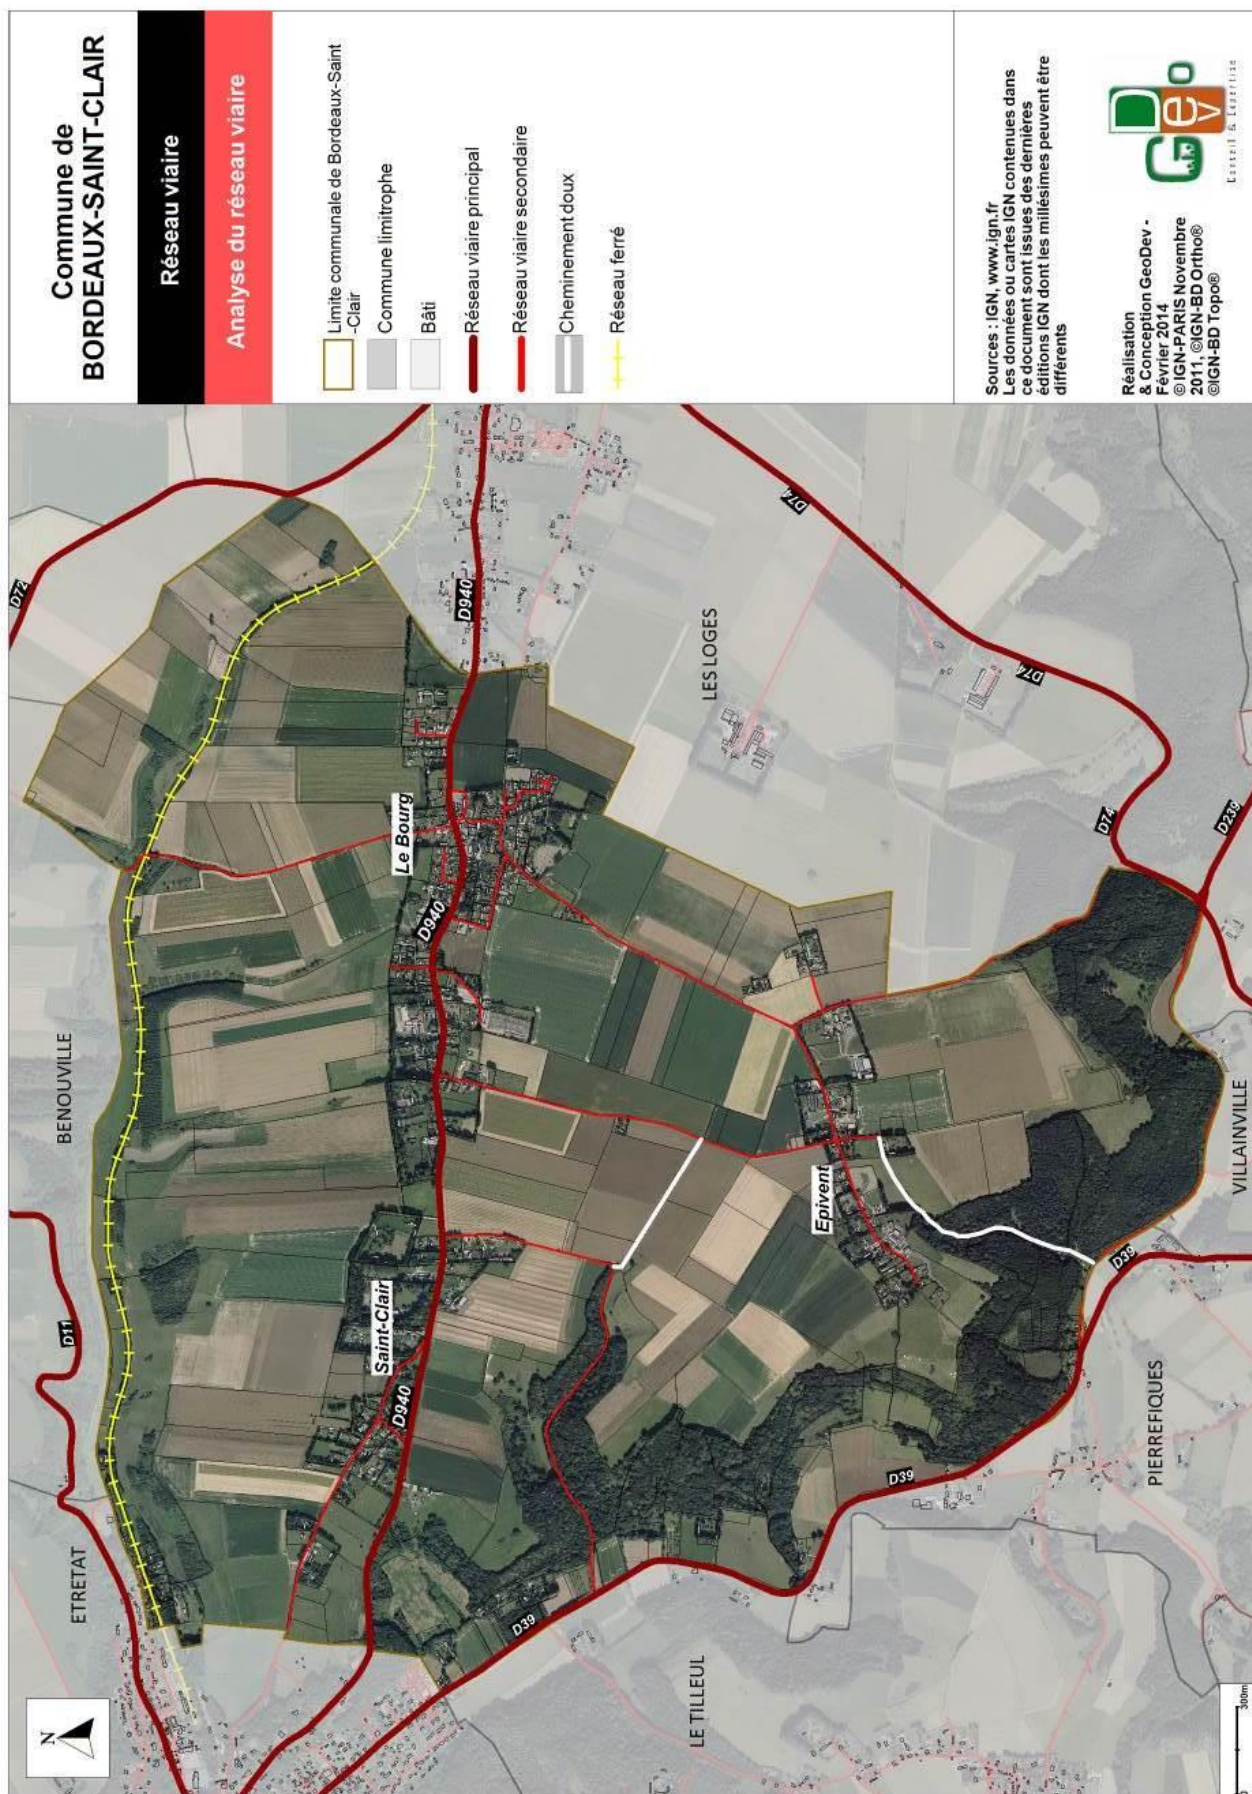 Commune de
BORDEAUX-SAINT-CLAIR
Réseau viaire
Analyse du réseau viaire
Limite communale de Bordeaux-Saint
-Clair
Commune limitrophe
Bâti
Réseau viaire principal
Réseau viaire secondaire
Cheminement doux
Réseau ferré
Sources : IGN, www.ign.fr
Les données ou cartes IGN contenues dans
ce document sont issues des dernières
éditions IGN dont les millésimes peuvent être
différents
Réalisation
& Conception GeoDev -
Février 2014
©IGN-PARIS Novembre
2011, ©IGN-BD Ortho®
©IGN-BD Topo®
GeoDev
Conseil & Expertise
N
ETRETAT
BENOUVILLE
D11
D72
Saint-Clair
Le Bourg
D940
D940
D940
LES LOGES
D74
D74
D74
D239
Epivent
D39
D39
D39
LE TILLEUL
PIERREFIQUES
VILLAINVILLE
0
300m